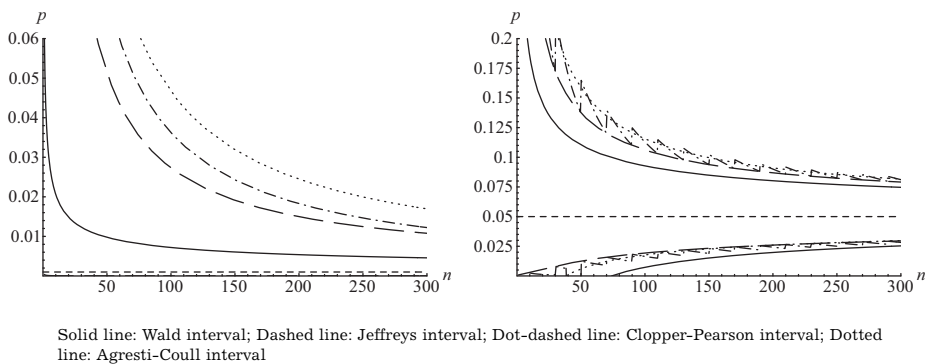 p
0.06
0.05
0.04
0.03
0.02
0.01
50 100 150 200 250 300 n
p
0.2
0.175
0.15
0.125
0.1
0.075
0.05
0.025
50 100 150 200 250 300 n
Solid line: Wald interval; Dashed line: Jeffreys interval; Dot-dashed line: Clopper-Pearson interval; Dotted
line: Agresti-Coull interval